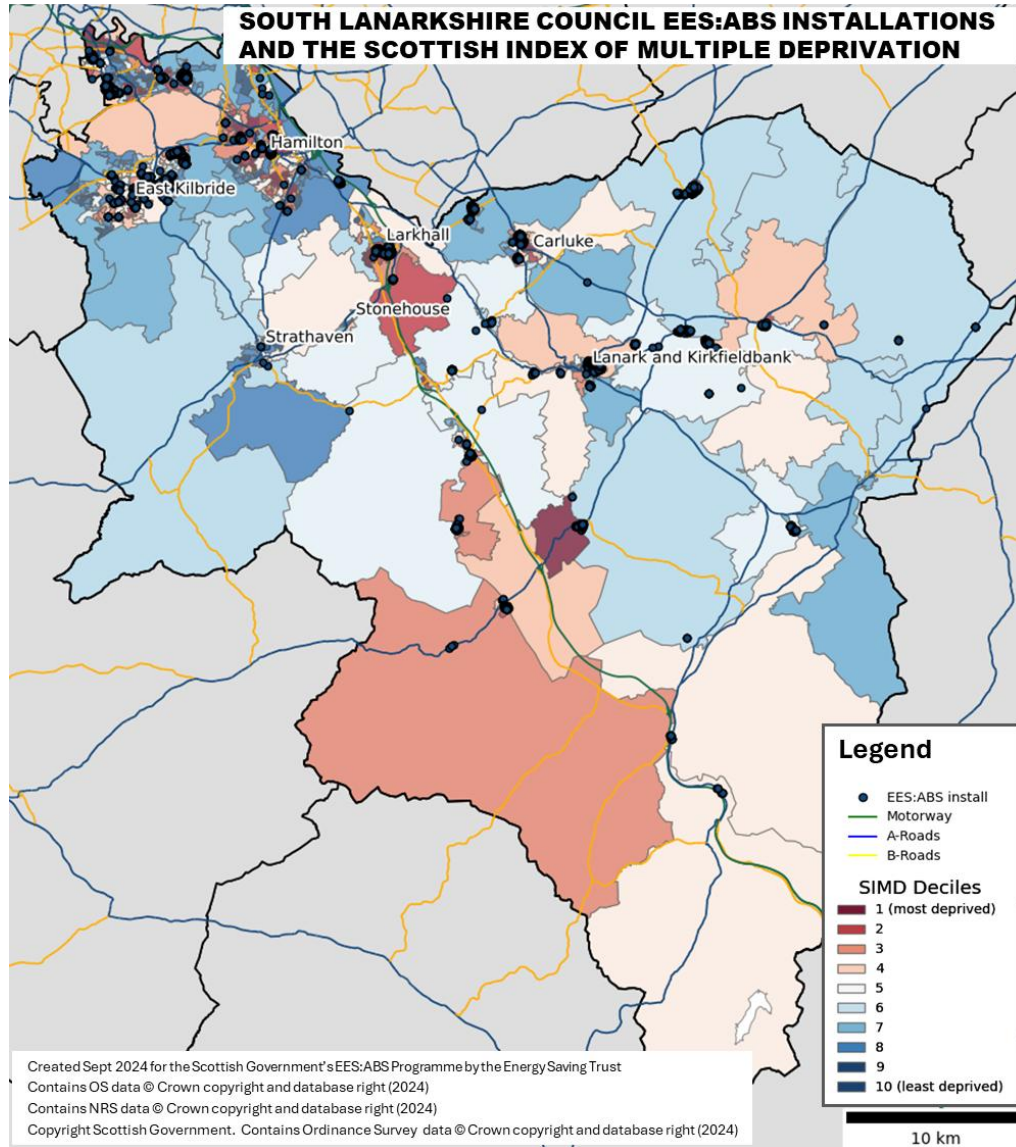 SOUTH LANARKSHIRE COUNCIL EES:ABS INSTALLATIONS
AND THE SCOTTISH INDEX OF MULTIPLE DEPRIVATION
Hamilton
East Kilbride
Larkhall
Carluke
Stonehouse
Strathaven
Lanark and Kirkfieldbank
Legend
EES:ABS install
Motorway
A-Roads
B-Roads
SIMD Deciles
1 (most deprived)
2
3
4
5
6
7
8
9
10 (least deprived)
Created Sept 2024 for the Scottish Government's EES:ABS Programme by the Energy Saving Trust
Contains OS data © Crown copyright and database right (2024)
Contains NRS data © Crown copyright and database right (2024)
Copyright Scottish Government. Contains Ordinance Survey data © Crown copyright and database right (2024)
10 km